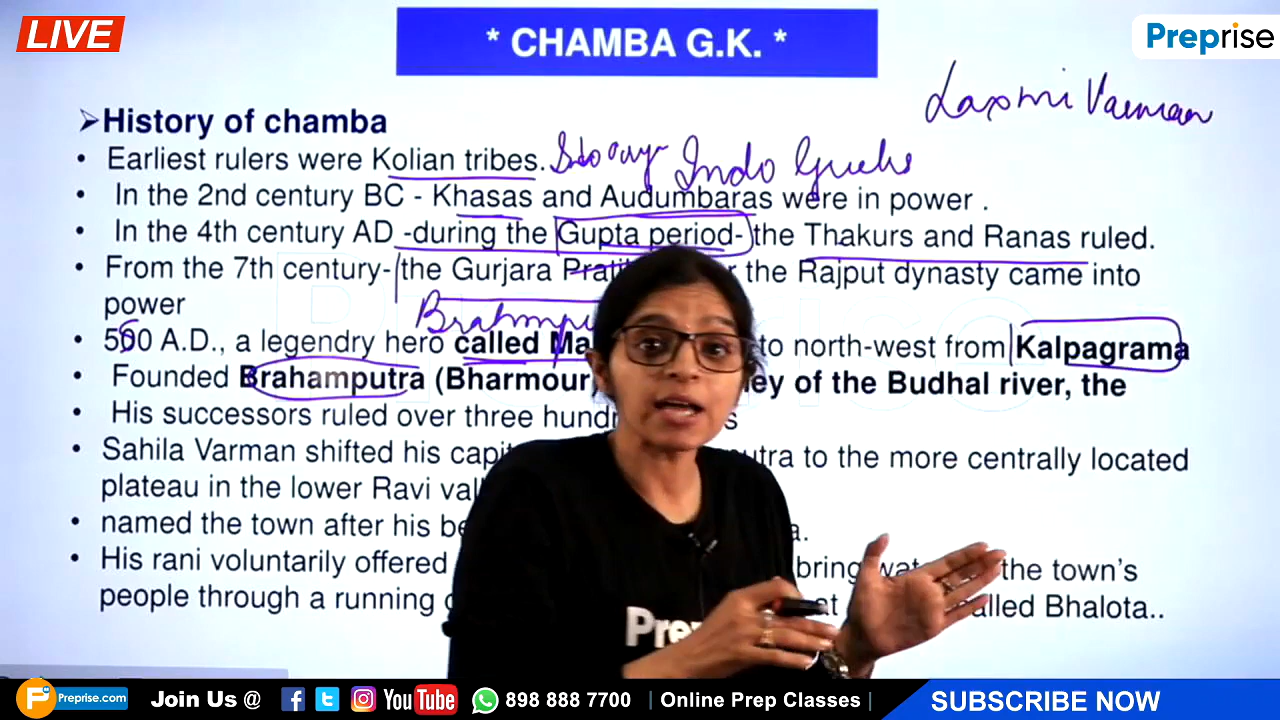 LIVE
* CHAMBA G.K. *
Preprise
Laxmi Varman
➢History of chamba
• Earliest rulers were Kolian tribes. Indo Greeks
• In the 2nd century BC - Khasas and Audumbaras were in power .
• In the 4th century AD -during the Gupta period- the Thakurs and Ranas ruled.
• From the 7th century- the Gurjara the Rajput dynasty came into
power
• A.D., a legendry hero called to north-west from Kalpagrama
• Founded Brahamputra (Bharmour) of the Budhal river, the
• His successors ruled over three
• Sahila Varman shifted his to the more centrally located
plateau in the lower Ravi
• named the town after his
• His rani voluntarily offered bring the town's
people through a running called Bhalota..
P Preprise.com Join Us @ YouTube 898 888 7700 | Online Prep Classes | SUBSCRIBE NOW